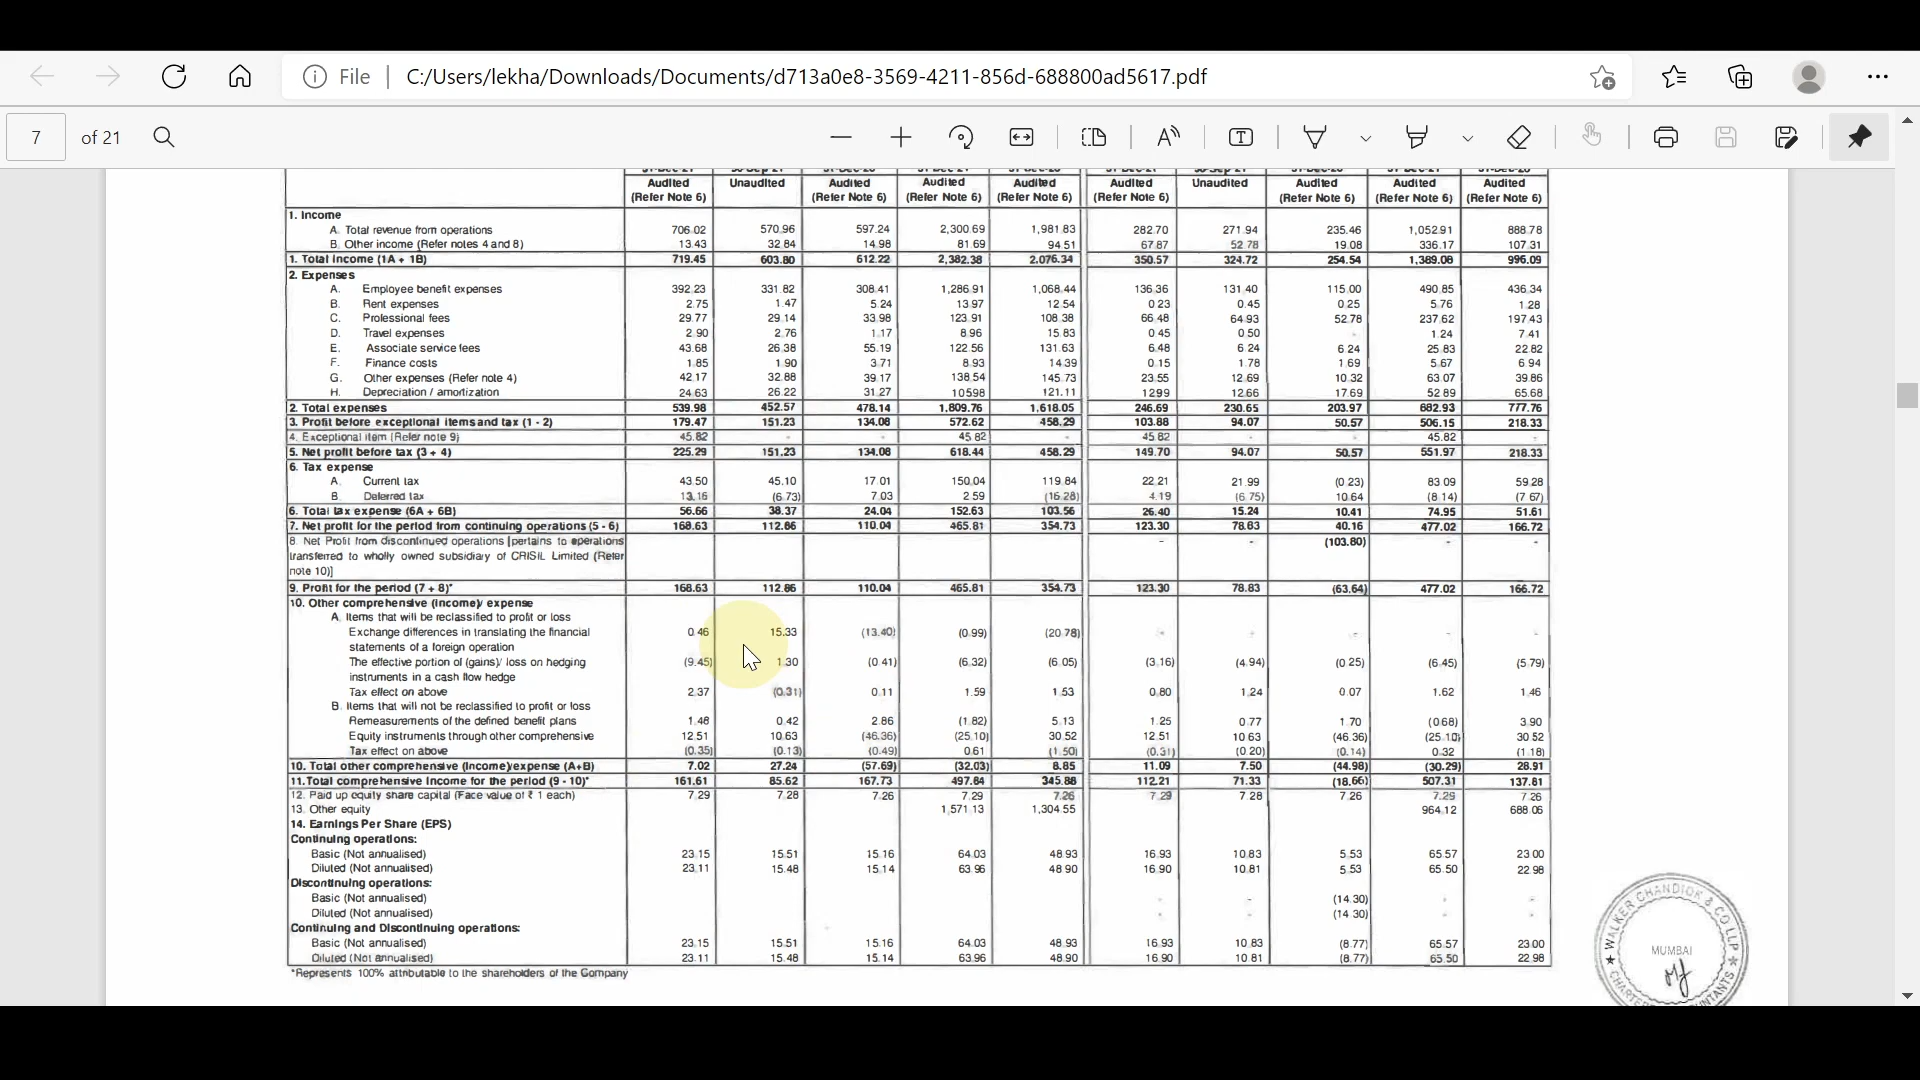 File C:/Users/lekha/Downloads/Documents/d713a0e8-3569-4211-856d-688800ad5617.pdf
7 of 21
Audited Unaudited Audited Audited Audited Audited Unaudited Audited Audited Audited
(Refer Note 6) (Refer Note 6) (Refer Note 6) (Refer Note 6) (Refer Note 6) (Refer Note 6) (Refer Note 6) (Refer Note 6)
1. Income
A. Total revenue from operations 706.02 570.96 597.24 2,300.69 1,981.83 282.70 271.94 235.46 1,052.91 888.78
B. Other income (Refer notes 4 and 8) 13.43 32.84 14.98 81.69 94.51 67.87 52.78 19.08 336.17 107.31
1. Total income (1A + 1B) 719.45 603.80 612.22 2,382.38 2,076.34 350.57 324.72 254.54 1,389.08 996.09
2. Expenses
A. Employee benefit expenses 392.23 331.82 308.41 1,286.91 1,068.44 136.36 131.40 115.00 490.85 436.34
B. Rent expenses 2.75 1.47 5.24 13.97 12.54 0.23 0.45 0.25 5.76 1.28
C. Professional fees 29.77 29.14 33.98 123.91 108.38 66.48 64.93 52.78 237.62 197.43
D. Travel expenses 2.90 2.76 1.17 8.96 15.83 0.45 0.50 - 1.24 7.41
E. Associate service fees 43.68 26.38 55.19 122.56 131.63 6.48 6.24 6.24 25.83 22.82
F. Finance costs 1.85 1.90 3.71 8.93 14.39 0.15 1.78 1.69 5.67 6.94
G. Other expenses (Refer note 4) 42.17 32.88 39.17 138.54 145.73 23.55 12.69 10.32 63.07 39.86
H. Depreciation / amortization 24.63 26.22 31.27 105.98 121.11 12.99 12.66 17.69 52.89 65.68
2. Total expenses 539.98 452.57 478.14 1,809.76 1,618.05 246.69 230.65 203.97 882.93 777.76
3. Profit before exceptional items and tax (1 - 2) 179.47 151.23 134.08 572.62 458.29 103.88 94.07 50.57 506.15 218.33
4. Exceptional item (Refer note 9) 45.82 - - 45.82 - 45.82 - - 45.82 -
5. Net profit before tax (3 + 4) 225.29 151.23 134.08 618.44 458.29 149.70 94.07 50.57 551.97 218.33
6. Tax expense
A. Current tax 43.50 45.10 17.01 150.04 119.84 22.21 21.99 (0.23) 83.09 59.28
B. Deferred tax 13.16 (6.73) 7.03 2.59 (16.28) 4.19 (6.75) 10.64 (8.14) (7.67)
6. Total tax expense (6A + 6B) 56.66 38.37 24.04 152.63 103.56 26.40 15.24 10.41 74.95 51.61
7. Net profit for the period from continuing operations (5 - 6) 168.63 112.86 110.04 465.81 354.73 123.30 78.83 40.16 477.02 166.72
8. Net Profit from discontinued operations [pertains to operations - - (103.80) - -
transferred to wholly owned subsidiary of CRISIL Limited (Refer
note 10)]
9. Profit for the period (7 + 8)* 168.63 112.86 110.04 465.81 354.73 123.30 78.83 (63.64) 477.02 166.72
10. Other comprehensive (income)/ expense
A. Items that will be reclassified to profit or loss
Exchange differences in translating the financial 0.46 15.33 (13.40) (0.99) (20.78) - - - - -
statements of a foreign operation
The effective portion of (gains)/ loss on hedging (9.45) 1.30 (0.41) (6.32) (6.05) (3.16) (4.94) (0.25) (6.45) (5.79)
instruments in a cash flow hedge
Tax effect on above 2.37 (0.31) 0.11 1.59 1.53 0.80 1.24 0.07 1.62 1.46
B. Items that will not be reclassified to profit or loss
Remeasurements of the defined benefit plans 1.48 0.42 2.86 (1.82) 5.13 1.25 0.77 1.70 (0.68) 3.90
Equity instruments through other comprehensive 12.51 10.63 (46.36) (25.10) 30.52 12.51 10.63 (46.36) (25.10) 30.52
Tax effect on above (0.35) (0.13) (0.49) 0.61 (1.50) (0.31) (0.20) (0.14) 0.32 (1.18)
10. Total other comprehensive (Income)/expense (A+B) 7.02 27.24 (57.69) (32.03) 8.85 11.09 7.50 (44.98) (30.29) 28.91
11.Total comprehensive Income for the period (9 - 10)* 161.61 85.62 167.73 497.84 345.88 112.21 71.33 (18.66) 507.31 137.81
12. Paid up equity share capital (Face value of ₹ 1 each) 7.29 7.28 7.26 7.29 7.26 7.29 7.28 7.26 7.29 7.26
13. Other equity 1,571.13 1,304.55 964.12 688.06
14. Earnings Per Share (EPS)
Continuing operations:
Basic (Not annualised) 23.15 15.51 15.16 64.03 48.93 16.93 10.83 5.53 65.57 23.00
Diluted (Not annualised) 23.11 15.48 15.14 63.96 48.90 16.90 10.81 5.53 65.50 22.98
Discontinuing operations:
Basic (Not annualised) - - (14.30) - -
Diluted (Not annualised) - - (14.30) - -
Continuing and Discontinuing operations:
Basic (Not annualised) 23.15 15.51 15.16 64.03 48.93 16.93 10.83 (8.77) 65.57 23.00
Diluted (Not annualised) 23.11 15.48 15.14 63.96 48.90 16.90 10.81 (8.77) 65.50 22.98
*Represents 100% attributable to the shareholders of the Company
WALKER CHANDIOK & CO LLP
MUMBAI